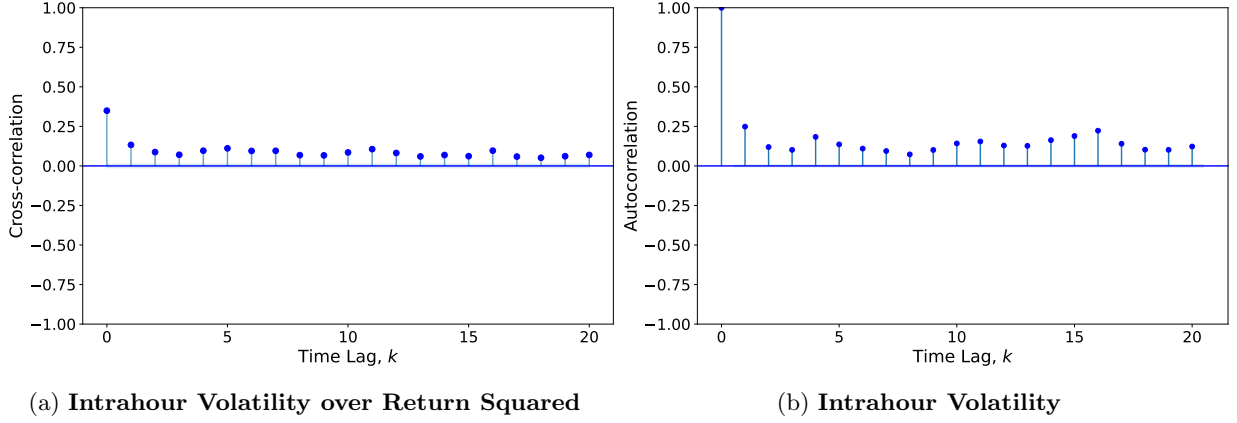 1.00
0.75
0.50
0.25
0.00
−0.25
−0.50
−0.75
−1.00
Cross-correlation
0 5 10 15 20
Time Lag, k
(a) Intrahour Volatility over Return Squared
1.00
0.75
0.50
0.25
0.00
−0.25
−0.50
−0.75
−1.00
Autocorrelation
0 5 10 15 20
Time Lag, k
(b) Intrahour Volatility